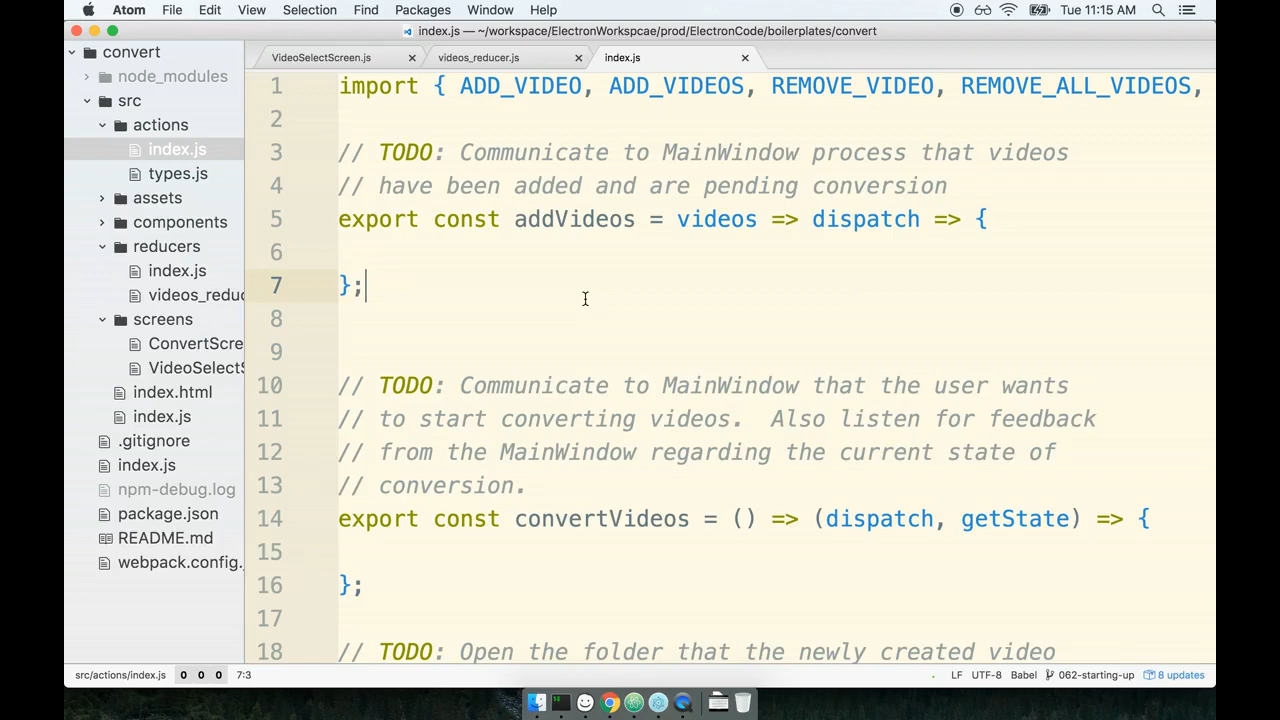 Atom File Edit View Selection Find Packages Window Help Tue 11:15 AM
index.js — ~/workspace/ElectronWorkspcae/prod/ElectronCode/boilerplates/convert
convert
node_modules
src
actions
index.js
types.js
assets
components
reducers
index.js
videos_reduc
screens
ConvertScre
VideoSelectS
index.html
index.js
.gitignore
index.js
npm-debug.log
package.json
README.md
webpack.config.
VideoSelectScreen.js videos_reducer.js index.js
1 import { ADD_VIDEO, ADD_VIDEOS, REMOVE_VIDEO, REMOVE_ALL_VIDEOS,
2
3 // TODO: Communicate to MainWindow process that videos
4 // have been added and are pending conversion
5 export const addVideos = videos => dispatch => {
6
7 };
8
9
10 // TODO: Communicate to MainWindow that the user wants
11 // to start converting videos.  Also listen for feedback
12 // from the MainWindow regarding the current state of
13 // conversion.
14 export const convertVideos = () => (dispatch, getState) => {
15
16 };
17
18 // TODO: Open the folder that the newly created video
src/actions/index.js 0 0 0 7:3 LF UTF-8 Babel 062-starting-up 8 updates